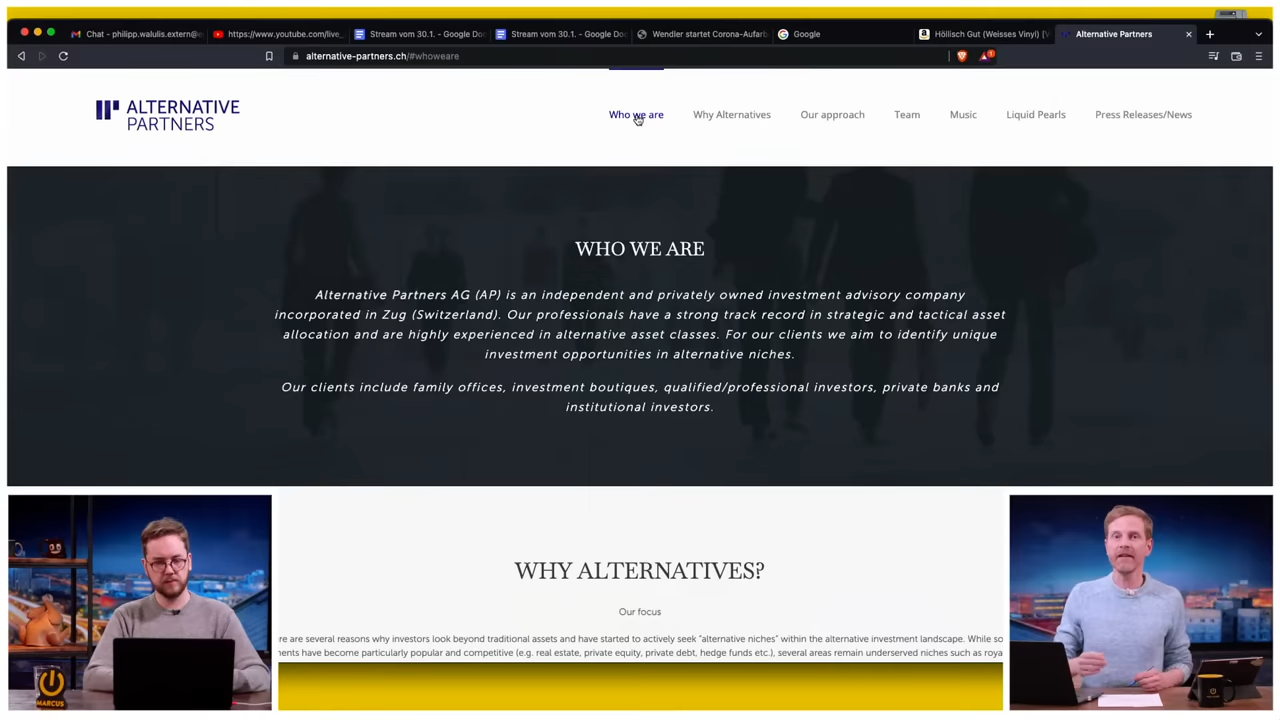 Chat - philipp.walulis.extern@
https://www.youtube.com/live_
Stream vom 30.1. - Google Doc
Stream vom 30.1. - Google Do
Wendler startet Corona-Aufarb
Google
Höllisch Gut (Weisses Vinyl) [V
Alternative Partners
alternative-partners.ch/#whoweare
1
ALTERNATIVE
PARTNERS
Who we are
Why Alternatives
Our approach
Team
Music
Liquid Pearls
Press Releases/News
WHO WE ARE
Alternative Partners AG (AP) is an independent and privately owned investment advisory company
incorporated in Zug (Switzerland). Our professionals have a strong track record in strategic and tactical asset
allocation and are highly experienced in alternative asset classes. For our clients we aim to identify unique
investment opportunities in alternative niches.
Our clients include family offices, investment boutiques, qualified/professional investors, private banks and
institutional investors.
WHY ALTERNATIVES?
Our focus
re are several reasons why investors look beyond traditional assets and have started to actively seek "alternative niches" within the alternative investment landscape. While so
nents have become particularly popular and competitive (e.g. real estate, private equity, private debt, hedge funds etc.), several areas remain underserved niches such as roya
MARCUS